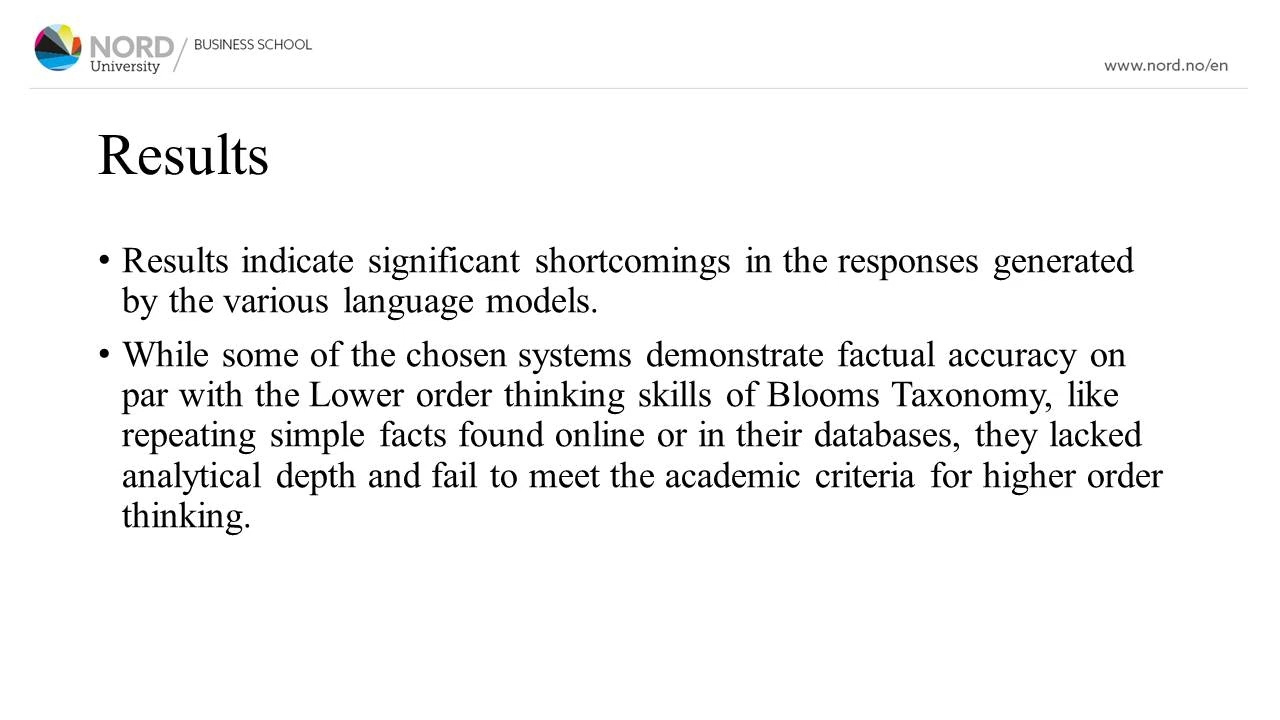 NORD
University
BUSINESS SCHOOL
www.nord.no/en
Results
• Results indicate significant shortcomings in the responses generated
by the various language models.
• While some of the chosen systems demonstrate factual accuracy on
par with the Lower order thinking skills of Blooms Taxonomy, like
repeating simple facts found online or in their databases, they lacked
analytical depth and fail to meet the academic criteria for higher order
thinking.